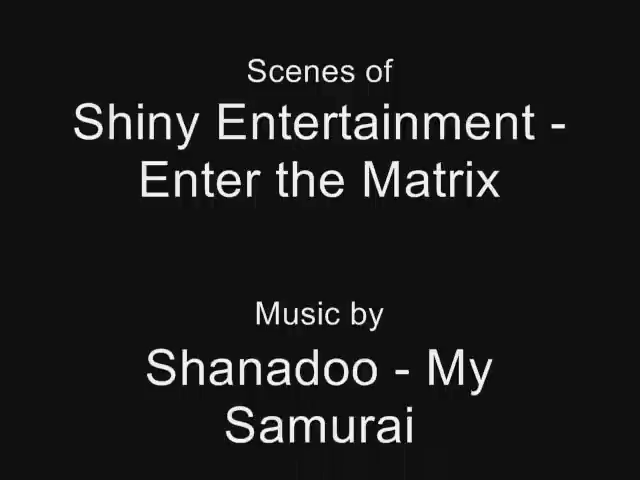 Scenes of
Shiny Entertainment -
Enter the Matrix
Music by
Shanadoo - My
Samurai